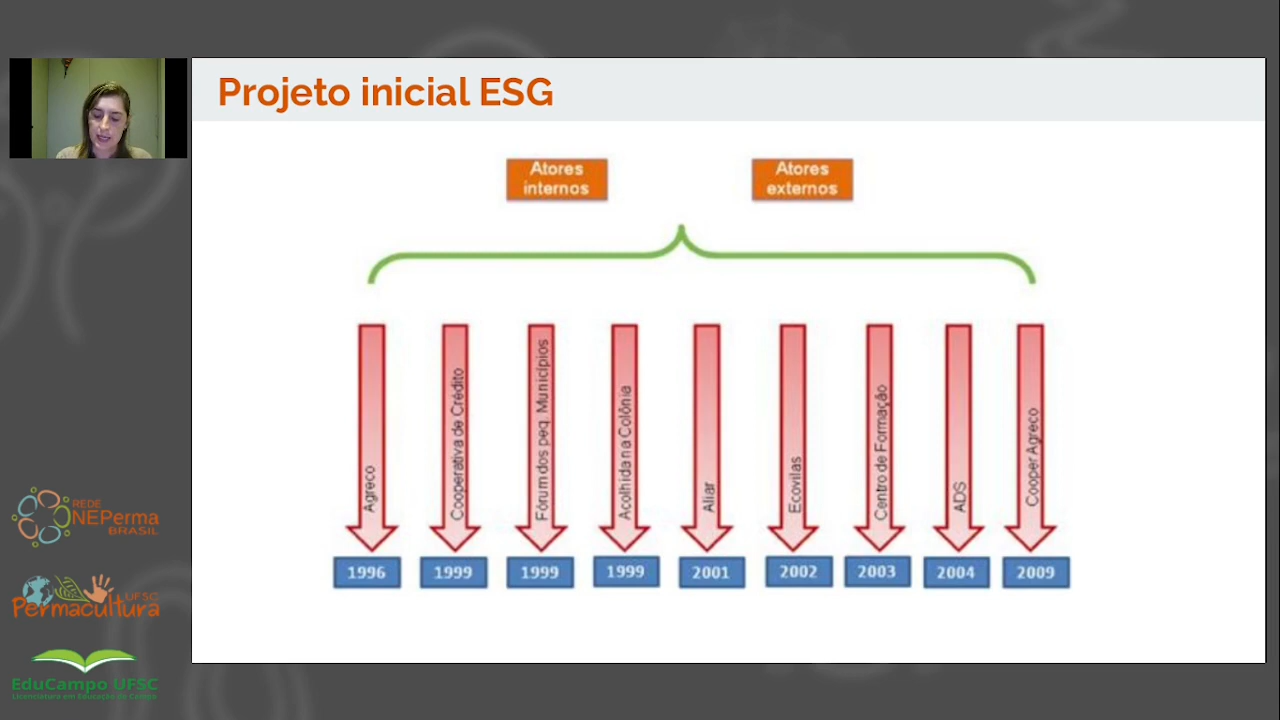 Projeto inicial ESG
Atores
internos
Atores
externos
Agreco
Cooperativa de Crédito
Fórum dos peq. Municípios
Acolhida na Colônia
Aliar
Ecovilas
Centro de Formação
ADS
Cooper Agreco
1996
1999
1999
1999
2001
2002
2003
2004
2009
REDE
NEPerma
BRASIL
UFSC
Permacultura
EduCampo UFSC
Licenciatura em Educação do Campo